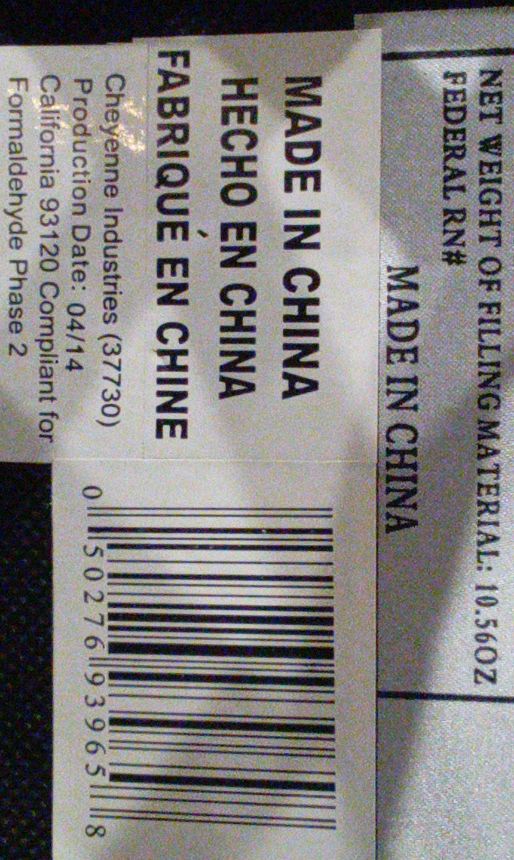 NET WEIGHT OF FILLING MATERIAL: 10.56OZ
FEDERAL RN#
MADE IN CHINA
MADE IN CHINA
HECHO EN CHINA
FABRIQUÉ EN CHINE
Cheyenne Industries (37730)
Production Date: 04/14
California 93120 Compliant for
Formaldehyde Phase 2
0 50276 93965 8